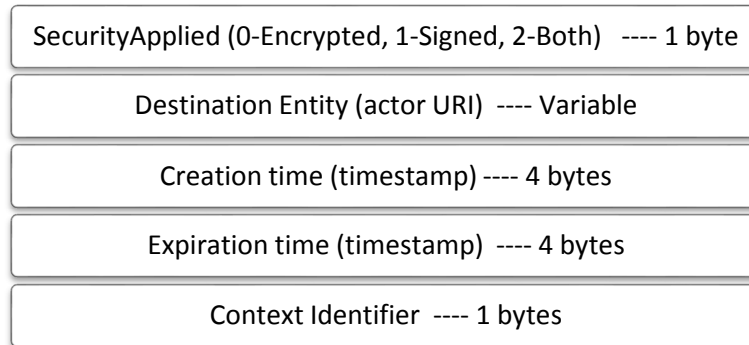 SecurityApplied (0-Encrypted, 1-Signed, 2-Both) ---- 1 byte
Destination Entity (actor URI) ---- Variable
Creation time (timestamp) ---- 4 bytes
Expiration time (timestamp) ---- 4 bytes
Context Identifier ---- 1 bytes